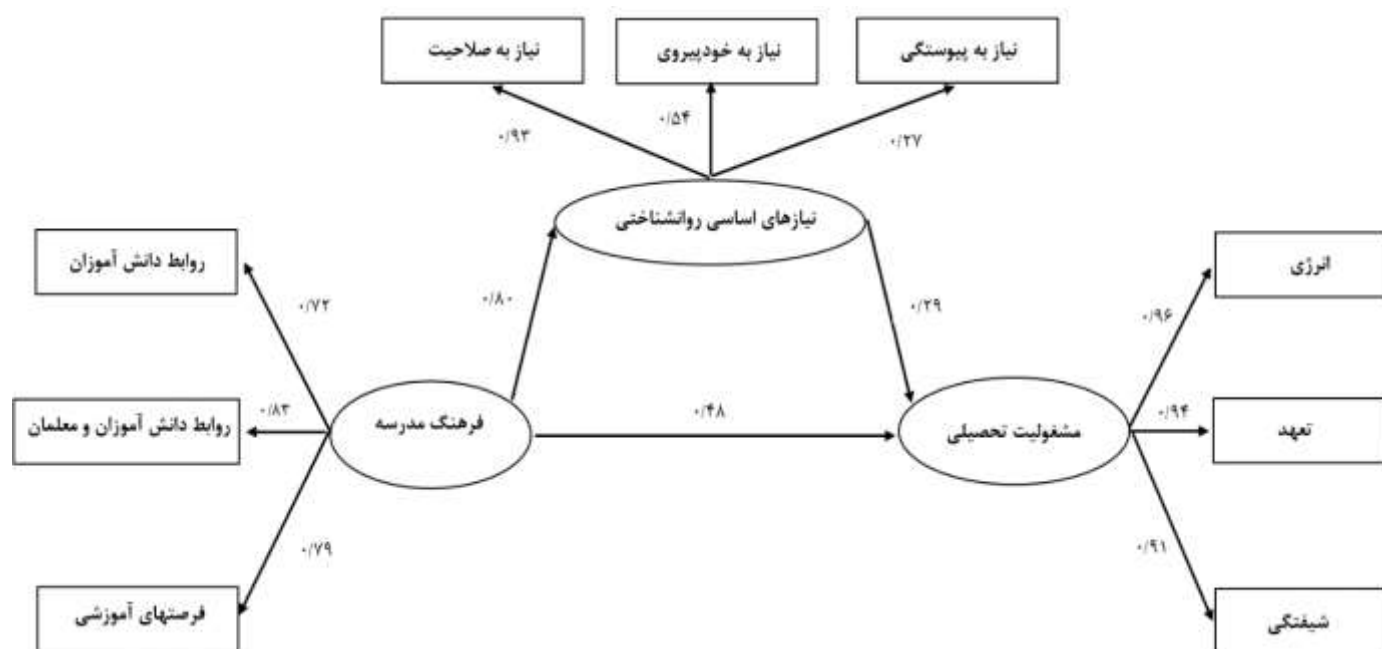 نیاز به پیوستگی
نیاز به خودپیروی
نیاز به صلاحیت
۰/۲۷
۰/۵۴
۰/۹۳
نیازهای اساسی روانشناختی
انرژی
روابط دانش آموزان
۰/۹۶
۰/۲۹
۰/۸۰
۰/۷۲
تعهد
۰/۹۴
مشغولیت تحصیلی
۰/۴۸
فرهنگ مدرسه
۰/۸۳
روابط دانش آموزان و معلمان
۰/۹۱
۰/۷۹
شیفتگی
فرصتهای آموزشی